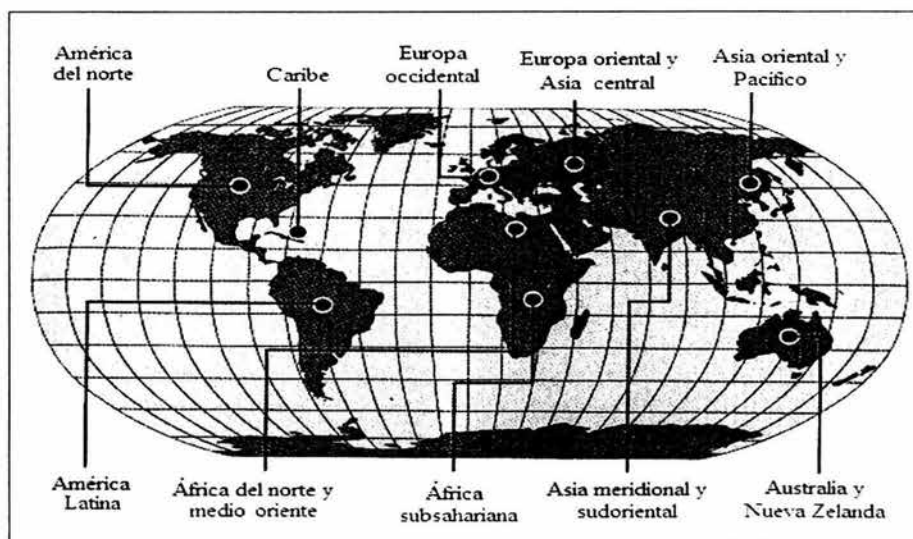 América
del norte
Caribe
Europa
occidental
Europa oriental y
Asia central
Asia oriental y
Pacifico
América
Latina
África del norte y
medio oriente
África
subsahariana
Asia meridional y
sudoriental
Australia y
Nueva Zelanda